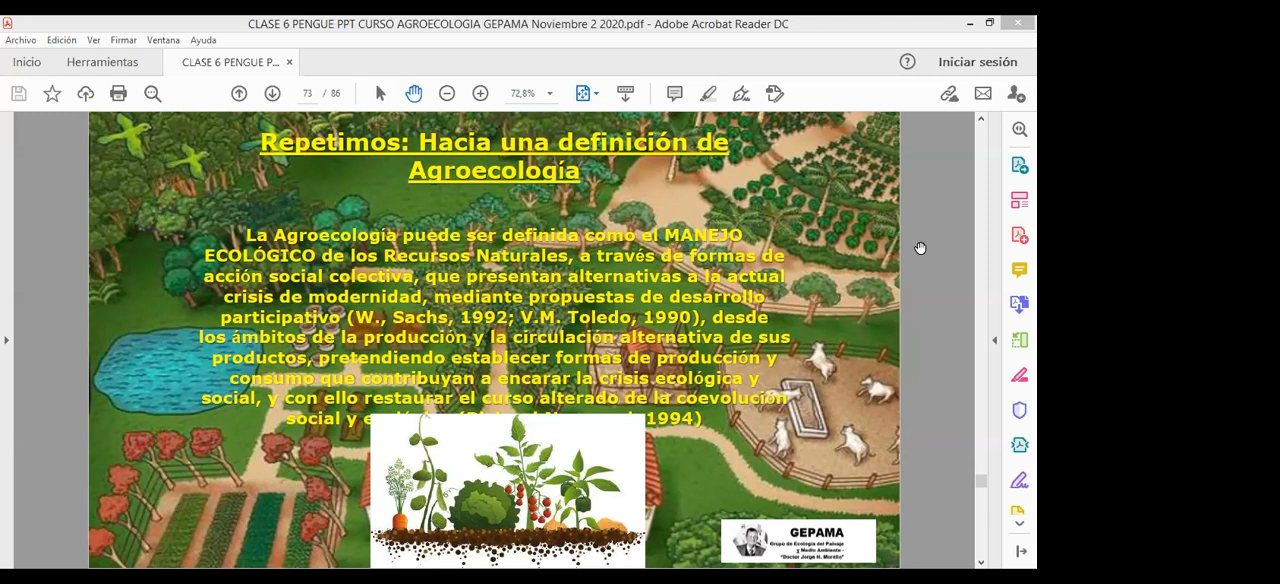 CLASE 6 PENGUE PPT CURSO AGROECOLOGIA GEPAMA Noviembre 2 2020.pdf - Adobe Acrobat Reader DC
Archivo Edición Ver Firmar Ventana Ayuda
Inicio Herramientas CLASE 6 PENGUE P... × Iniciar sesión
73 / 86 72,8%
Repetimos: Hacia una definición de
Agroecología
La Agroecología puede ser definida como el MANEJO
ECOLÓGICO de los Recursos Naturales, a través de formas de
acción social colectiva, que presentan alternativas a la actual
crisis de modernidad, mediante propuestas de desarrollo
participativo (W., Sachs, 1992; V.M. Toledo, 1990), desde
los ámbitos de la producción y la circulación alternativa de sus
productos, pretendiendo establecer formas de producción y
consumo que contribuyan a encarar la crisis ecológica y
social, y con ello restaurar el curso alterado de la coevolución
social y 1994)
GEPAMA
Grupo de Ecología del Paisaje
y Medio Ambiente -
"Doctor Jorge H. Morello"